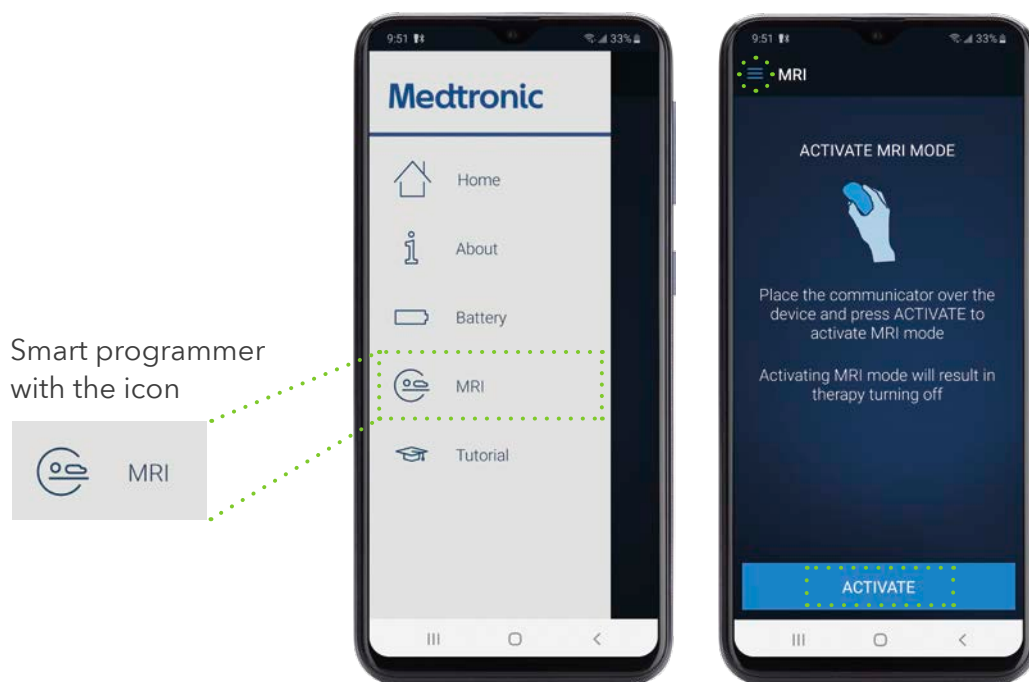 Smart programmer
with the icon
MRI
9:51
33%
Medtronic
Home
About
Battery
MRI
Tutorial
9:51
33%
MRI
ACTIVATE MRI MODE
Place the communicator over the
device and press ACTIVATE to
activate MRI mode
Activating MRI mode will result in
therapy turning off
ACTIVATE